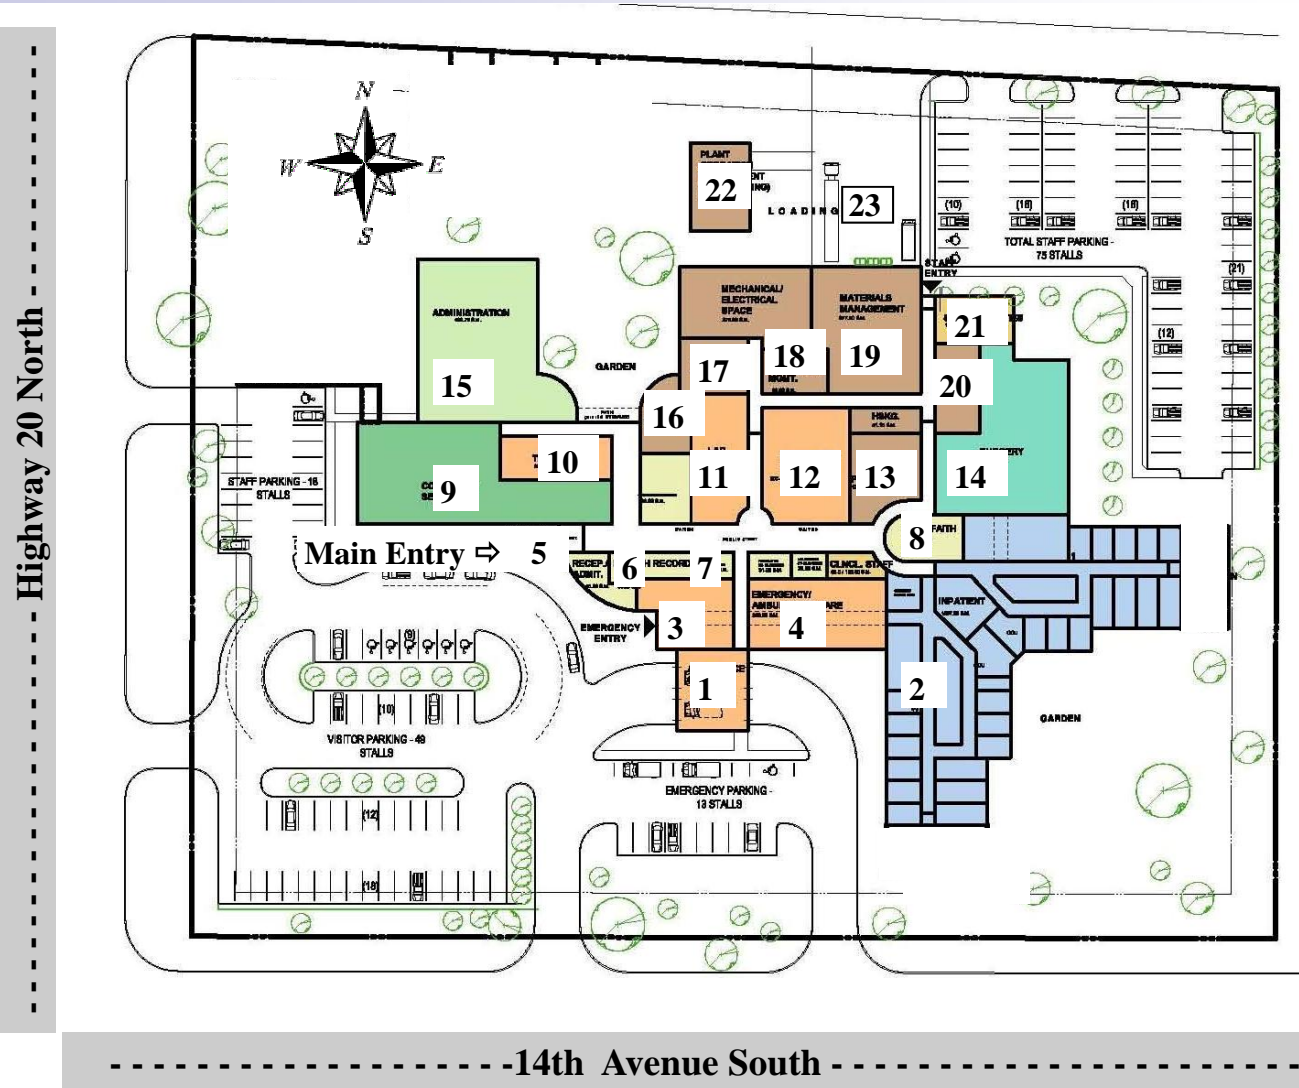 N
W
E
S
PLANT
22
LOADING
23
(10)
(16)
(16)
TOTAL STAFF PARKING -
75 STALLS
STAFF
ENTRY
(21)
(12)
MECHANICAL/
ELECTRICAL
SPACE
MATERIALS
MANAGEMENT
ADMINISTRATION
21
18
19
MGMT.
17
GARDEN
15
20
16
HSKG.
10
11
12
13
14
9
STAFF PARKING - 16
STALLS
Main Entry ⇨ 5
6
7
8
FAITH
RECEP./
ADMIT.
CLNCL. STAFF
EMERGENCY/
EMERGENCY
ENTRY
3
4
INPATIENT
1
2
GARDEN
(9)
(10)
VISITOR PARKING - 49
STALLS
EMERGENCY PARKING -
13 STALLS
(12)
(18)
Highway 20 North
14th Avenue South